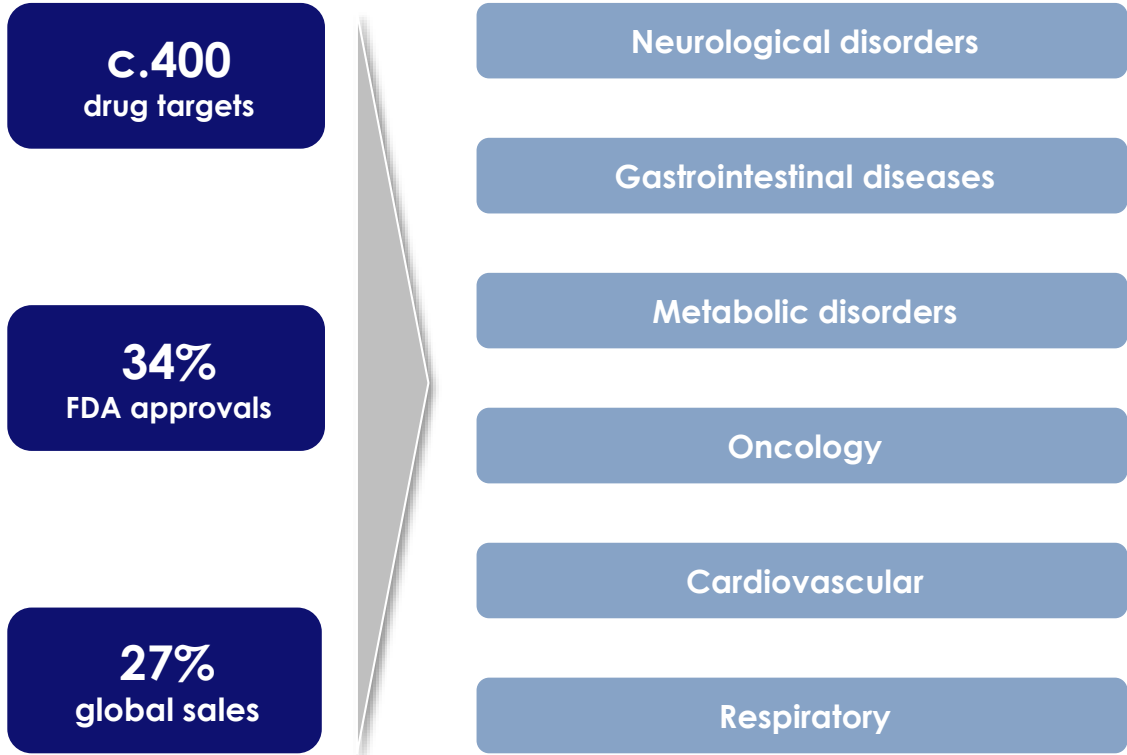 c.400
drug targets
34%
FDA approvals
27%
global sales
Neurological disorders
Gastrointestinal diseases
Metabolic disorders
Oncology
Cardiovascular
Respiratory